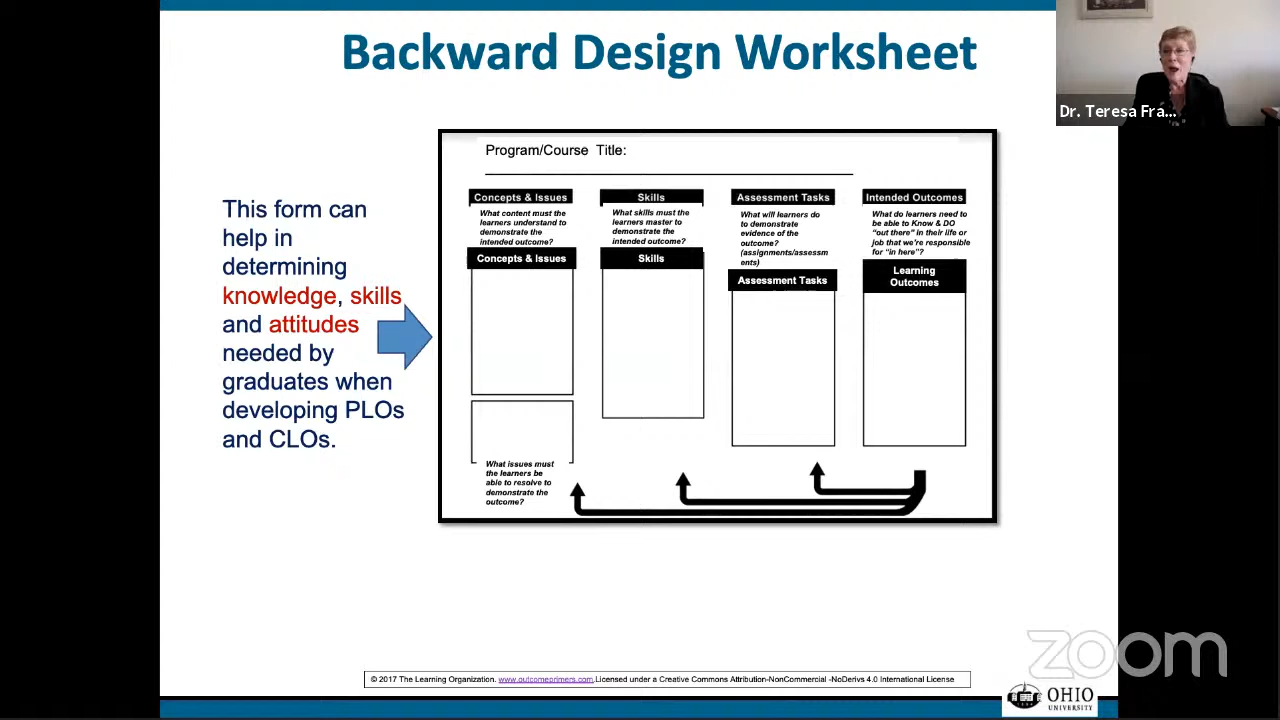 Backward Design Worksheet
Dr. Teresa Fra...
This form can
help in
determining
knowledge, skills
and attitudes
needed by
graduates when
developing PLOs
and CLOs.
Program/Course Title:
Concepts & Issues
What content must the
learners understand to
demonstrate the
intended outcome?
Concepts & Issues
What issues must
the learners be
able to resolve to
demonstrate the
outcome?
Skills
What skills must the
learners master to
demonstrate the
intended outcome?
Skills
Assessment Tasks
What will learners do
to demonstrate
evidence of the
outcome?
(assignments/assessm
ents)
Assessment Tasks
Intended Outcomes
What do learners need to
be able to Know & DO
"out there" in their life or
job that we're responsible
for "in here"?
Learning
Outcomes
© 2017 The Learning Organization. www.outcomeprimers.com.Licensed under a Creative Commons Attribution-NonCommercial -NoDerivs 4.0 International License
zoom
OHIO
UNIVERSITY